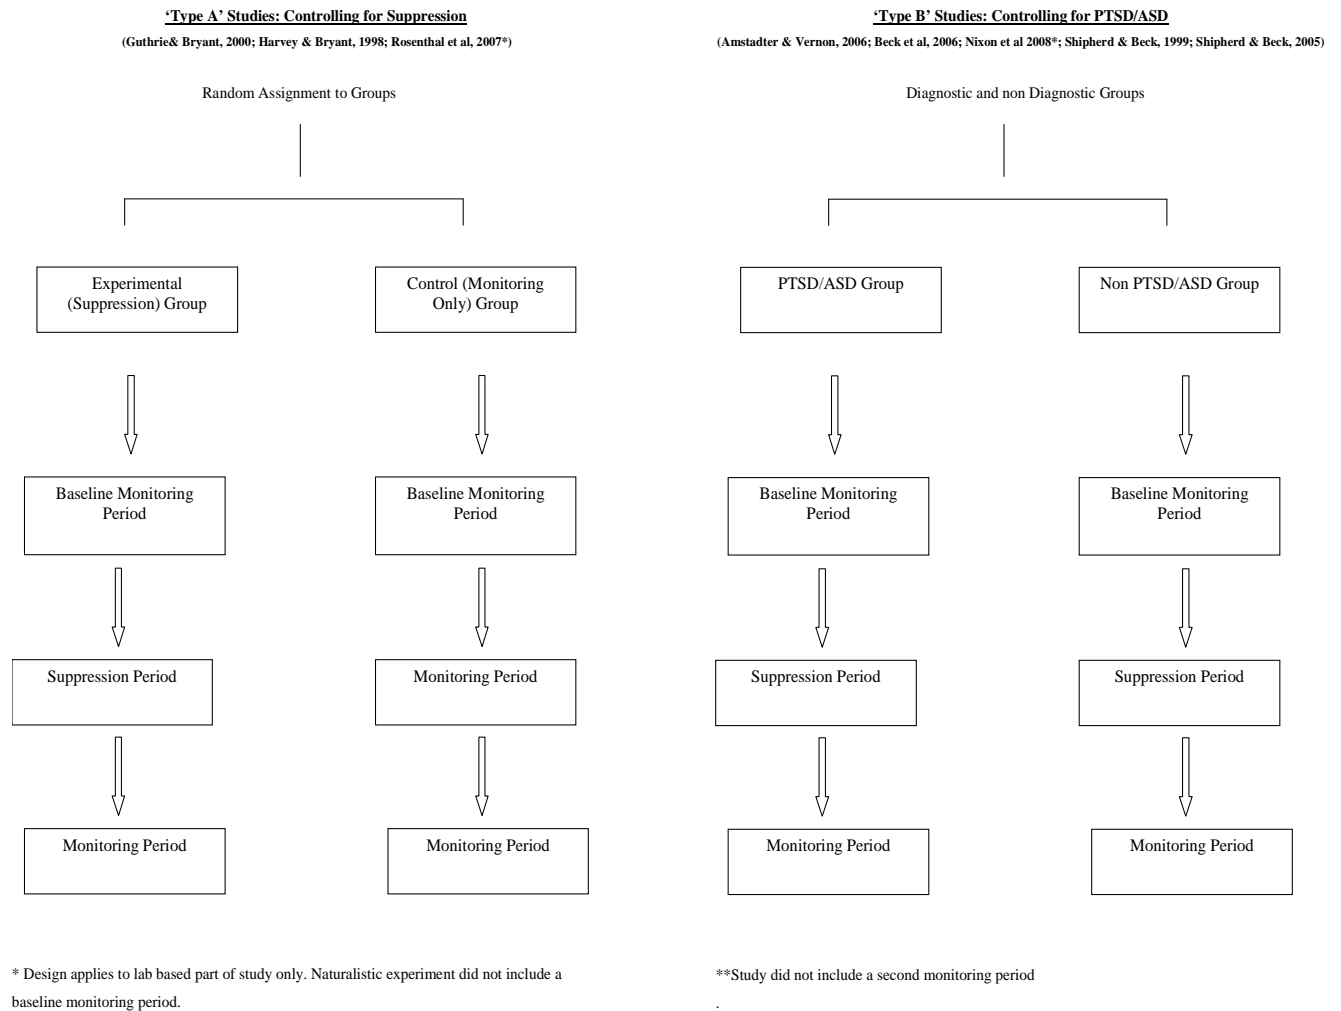 ‘Type A’ Studies: Controlling for Suppression
(Guthrie& Bryant, 2000; Harvey & Bryant, 1998; Rosenthal et al, 2007*)
Random Assignment to Groups
Experimental
(Suppression) Group
Control (Monitoring
Only) Group
Baseline Monitoring
Period
Baseline Monitoring
Period
Suppression Period
Monitoring Period
Monitoring Period
Monitoring Period
* Design applies to lab based part of study only. Naturalistic experiment did not include a
baseline monitoring period.
‘Type B’ Studies: Controlling for PTSD/ASD
(Amstadter & Vernon, 2006; Beck et al, 2006; Nixon et al 2008*; Shipherd & Beck, 1999; Shipherd & Beck, 2005)
Diagnostic and non Diagnostic Groups
PTSD/ASD Group
Non PTSD/ASD Group
Baseline Monitoring
Period
Baseline Monitoring
Period
Suppression Period
Suppression Period
Monitoring Period
Monitoring Period
**Study did not include a second monitoring period
.